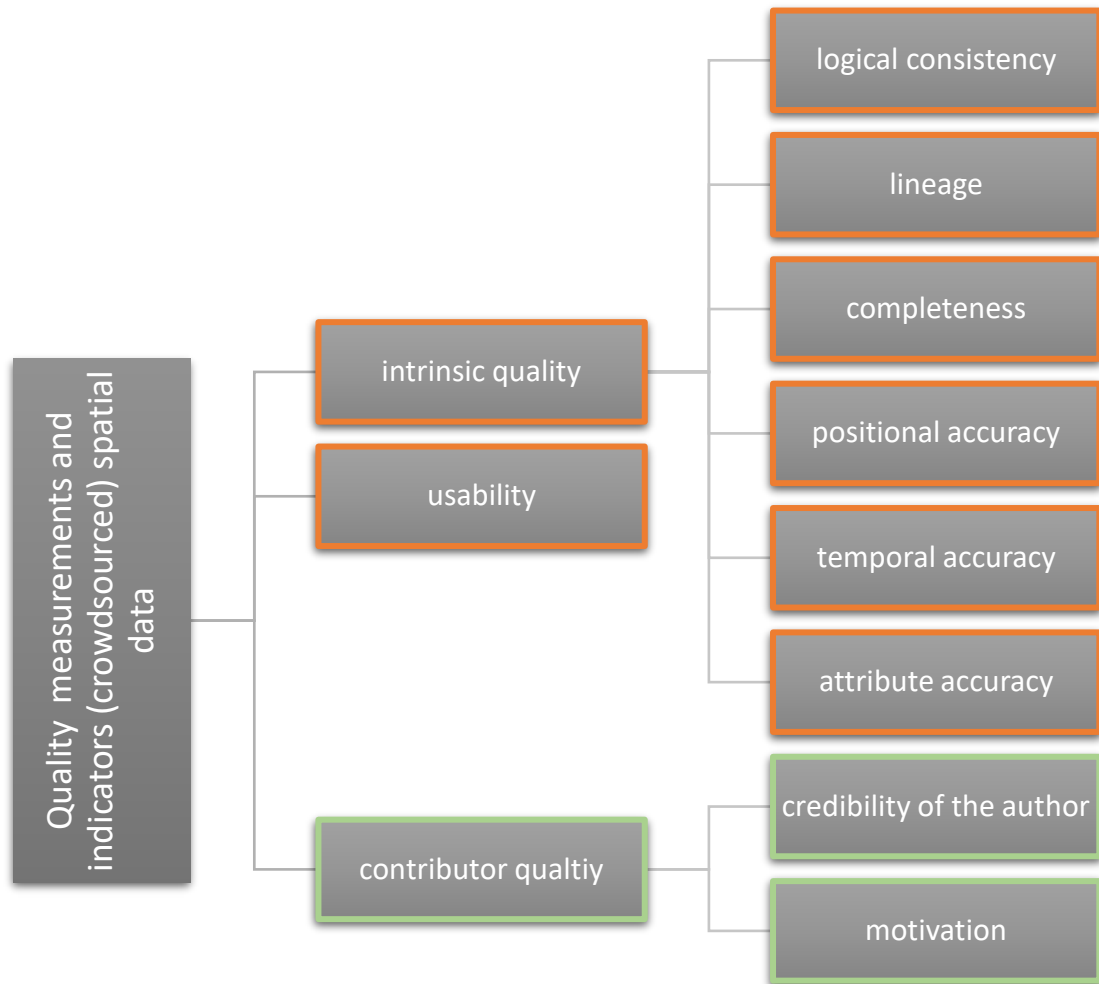 Quality measurements and
indicators (crowdsourced) spatial
data
intrinsic quality
usability
contributor qualtiy
logical consistency
lineage
completeness
positional accuracy
temporal accuracy
attribute accuracy
credibility of the author
motivation